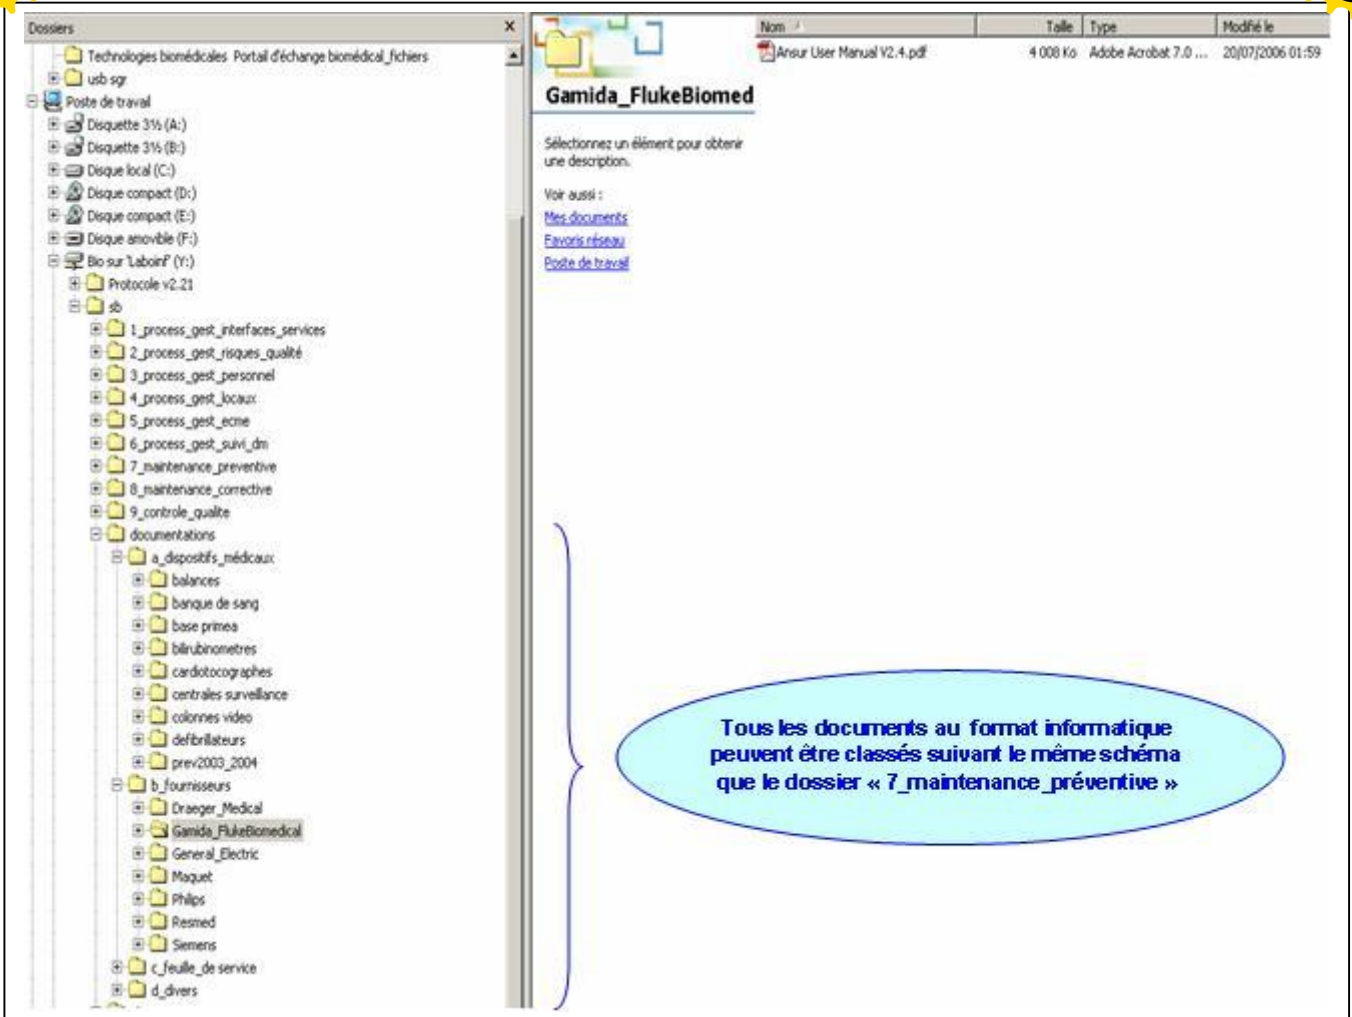 Dossiers
Technologies biomédicales Portail d'échange biomédical_fichiers
usb sgr
Poste de travail
Disquette 3½ (A:)
Disquette 3½ (B:)
Disque local (C:)
Disque compact (D:)
Disque compact (E:)
Disque amovible (F:)
Bio sur 'Laboinf' (Y:)
Protocole v2.21
sb
1_process_gest_interfaces_services
2_process_gest_risques_qualité
3_process_gest_personnel
4_process_gest_locaux
5_process_gest_ecme
6_process_gest_suivi_dm
7_maintenance_preventive
8_maintenance_corrective
9_controle_qualite
documentations
a_dispositifs_médicaux
balances
banque de sang
base primea
bilirubinometres
cardiotocographes
centrales surveillance
colonnes video
defibrillateurs
prev2003_2004
b_fournisseurs
Draeger_Medical
Gamida_FlukeBiomedical
General_Electric
Maquet
Philips
Resmed
Siemens
c_feuille_de service
d_divers
Gamida_FlukeBiomed
Sélectionnez un élément pour obtenir
une description.
Voir aussi :
Mes documents
Favoris réseau
Poste de travail
Nom Taille Type Modifié le
Ansur User Manual V2.4.pdf 4 008 Ko Adobe Acrobat 7.0 ... 20/07/2006 01:59
Tous les documents au format informatique
peuvent être classés suivant le même schéma
que le dossier « 7_maintenance_préventive »